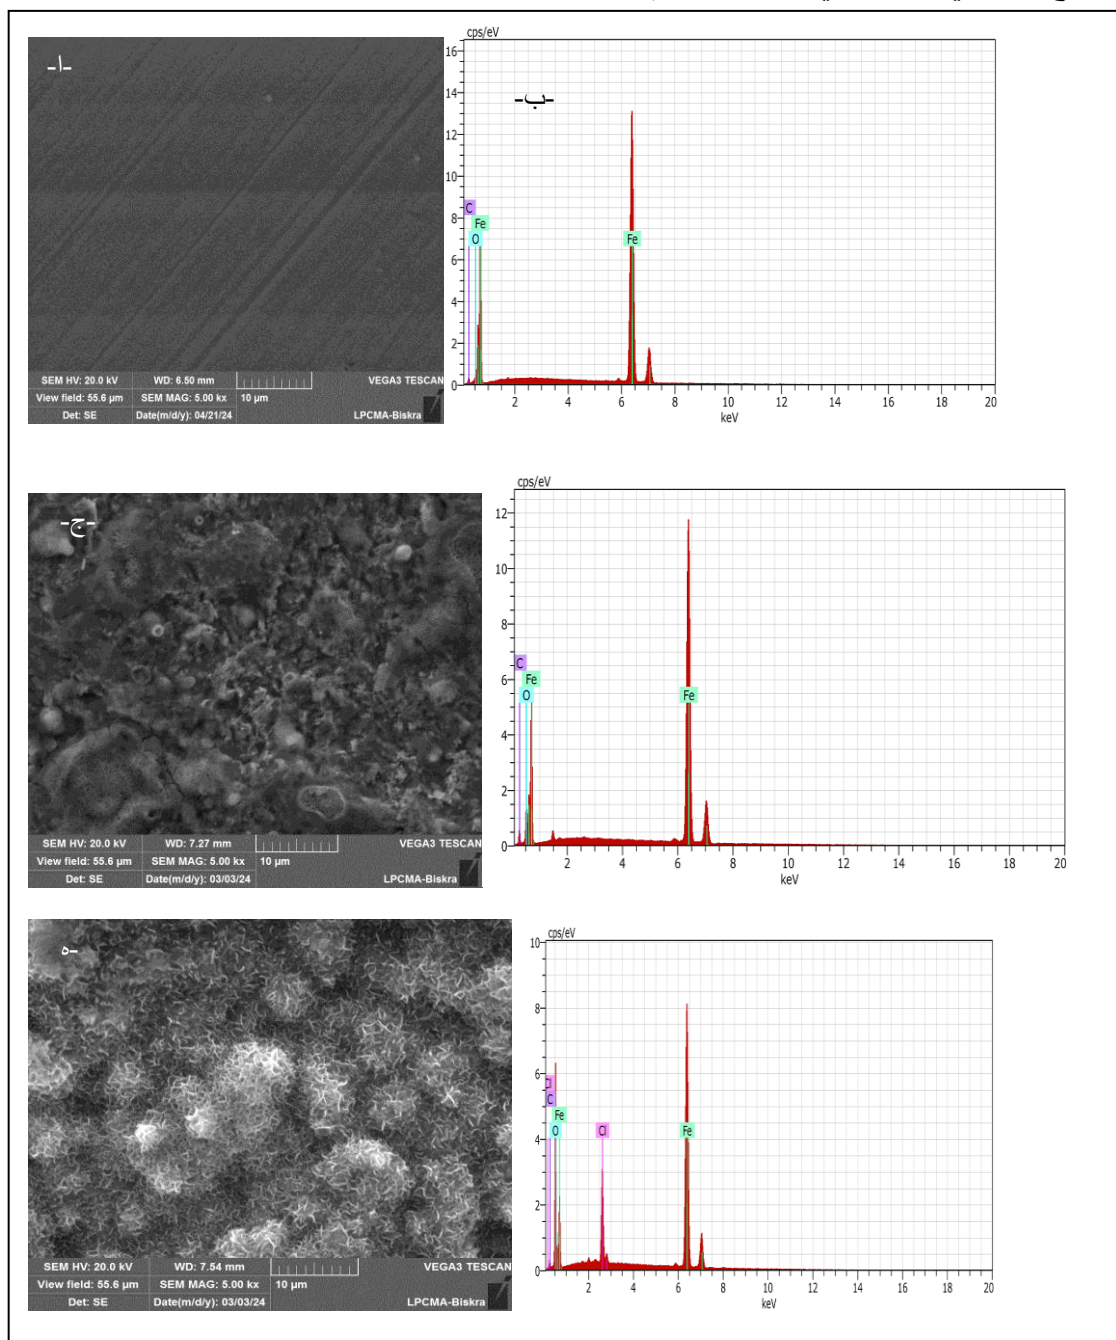 -ا-
SEM HV: 20.0 kV WD: 6.50 mm VEGA3 TESCAN
View field: 55.6 µm SEM MAG: 5.00 kx 10 µm
Det: SE Date(m/d/y): 04/21/24 LPCMA-Biskra
cps/eV
-ب-
16
14
12
10
8
6
4
2
0
C
Fe
O
Fe
2 4 6 8 10 12 14 16 18 20
keV
-ج-
SEM HV: 20.0 kV WD: 7.27 mm VEGA3 TESCAN
View field: 55.6 µm SEM MAG: 5.00 kx 10 µm
Det: SE Date(m/d/y): 03/03/24 LPCMA-Biskra
cps/eV
12
10
8
6
4
2
0
C
Fe
O
Fe
2 4 6 8 10 12 14 16 18 20
keV
ه-
SEM HV: 20.0 kV WD: 7.54 mm VEGA3 TESCAN
View field: 55.6 µm SEM MAG: 5.00 kx 10 µm
Det: SE Date(m/d/y): 03/03/24 LPCMA-Biskra
cps/eV
10
8
6
4
2
0
Cl
C
Fe
O
Cl
Fe
2 4 6 8 10 12 14 16 18 20
keV